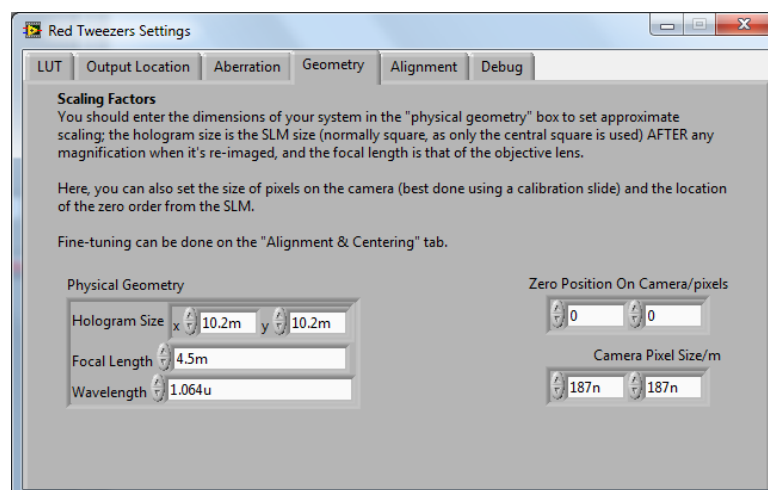 Red Tweezers Settings
LUT Output Location Aberration Geometry Alignment Debug
Scaling Factors
You should enter the dimensions of your system in the "physical geometry" box to set approximate
scaling; the hologram size is the SLM size (normally square, as only the central square is used) AFTER any
magnification when it's re-imaged, and the focal length is that of the objective lens.
Here, you can also set the size of pixels on the camera (best done using a calibration slide) and the location
of the zero order from the SLM.
Fine-tuning can be done on the "Alignment & Centering" tab.
Physical Geometry
Hologram Size x 10.2m y 10.2m
Focal Length 4.5m
Wavelength 1.064u
Zero Position On Camera/pixels
0 0
Camera Pixel Size/m
187n 187n